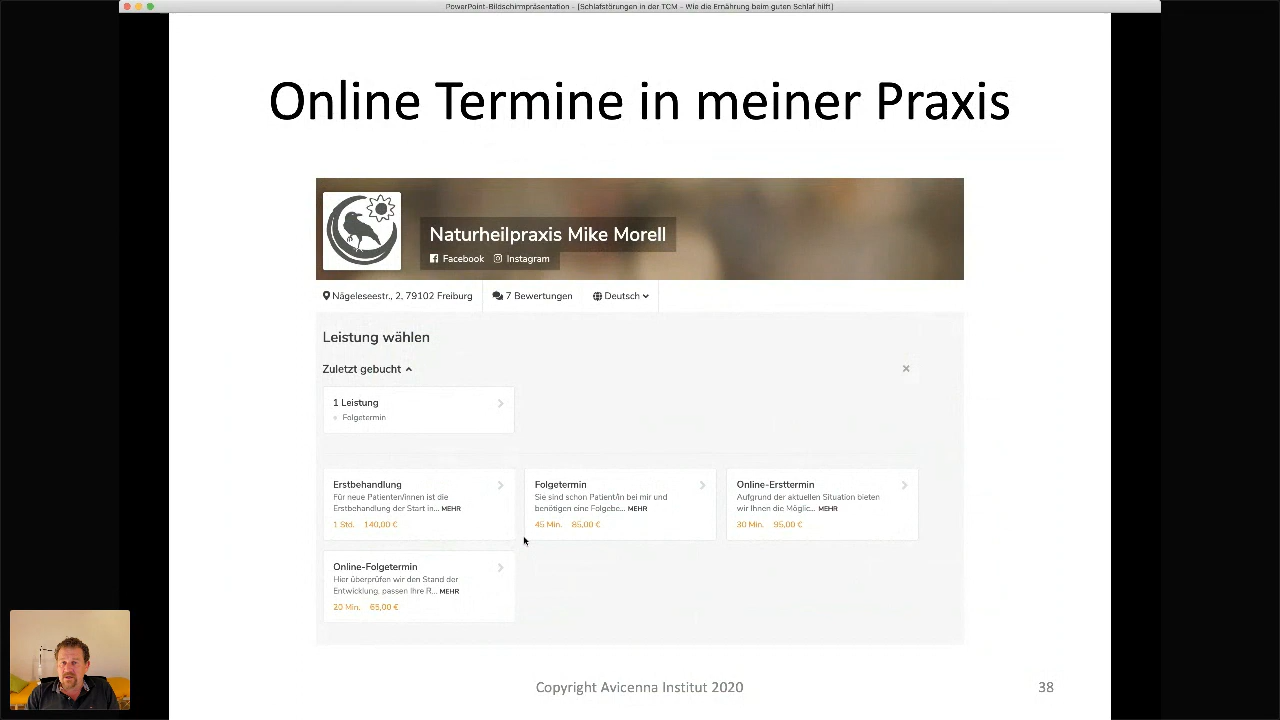 PowerPoint-Bildschirmpräsentation - [Schlafstörungen in der TCM - Wie die Ernährung beim guten Schlaf hilft]
Online Termine in meiner Praxis
Naturheilpraxis Mike Morell
Facebook Instagram
Nägeleseestr., 2, 79102 Freiburg 7 Bewertungen Deutsch
Leistung wählen
Zuletzt gebucht
1 Leistung
Folgetermin
Erstbehandlung
Für neue Patienten/innen ist die
Erstbehandlung der Start in... MEHR
1 Std. 140,00 €
Folgetermin
Sie sind schon Patient/in bei mir und
benötigen eine Folgebe... MEHR
45 Min. 85,00 €
Online-Ersttermin
Aufgrund der aktuellen Situation bieten
wir Ihnen die Möglic... MEHR
30 Min. 95,00 €
Online-Folgetermin
Hier überprüfen wir den Stand der
Entwicklung, passen Ihre R... MEHR
20 Min. 65,00 €
Copyright Avicenna Institut 2020
38